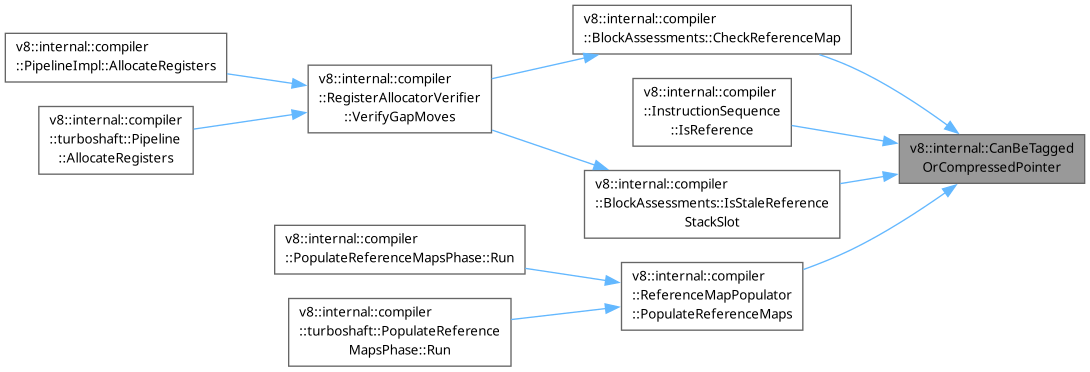 v8::internal::compiler
::PipelineImpl::AllocateRegisters
v8::internal::compiler
::turboshaft::Pipeline
::AllocateRegisters
v8::internal::compiler
::RegisterAllocatorVerifier
::VerifyGapMoves
v8::internal::compiler
::BlockAssessments::CheckReferenceMap
v8::internal::compiler
::InstructionSequence
::IsReference
v8::internal::compiler
::BlockAssessments::IsStaleReference
StackSlot
v8::internal::CanBeTagged
OrCompressedPointer
v8::internal::compiler
::PopulateReferenceMapsPhase::Run
v8::internal::compiler
::turboshaft::PopulateReference
MapsPhase::Run
v8::internal::compiler
::ReferenceMapPopulator
::PopulateReferenceMaps